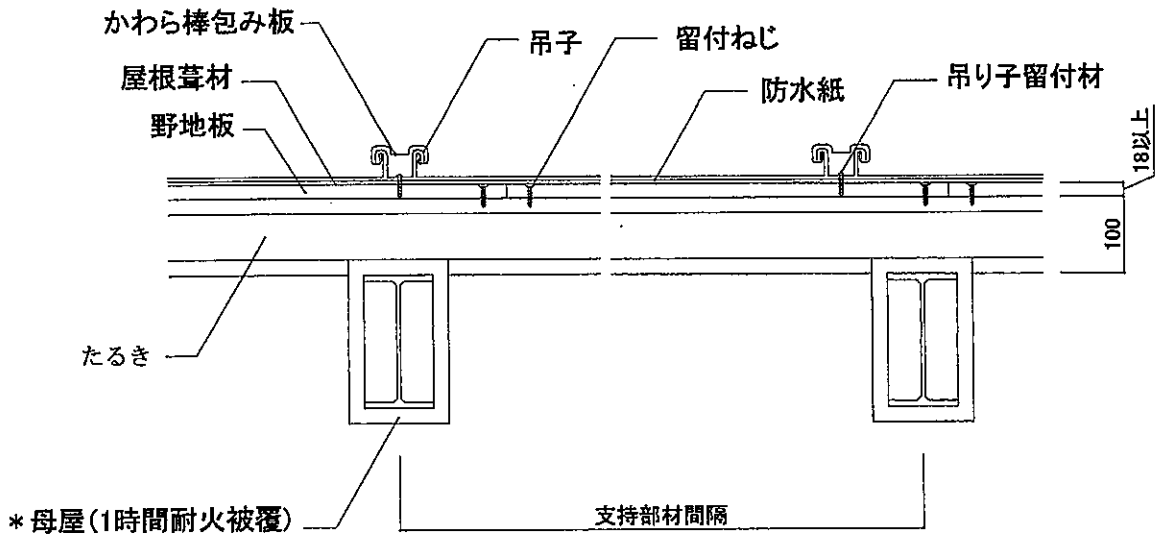 かわら棒包み板
吊子
留付ねじ
屋根葺材
防水紙
吊り子留付材
野地板
18以上
100
たるき
*母屋(1時間耐火被覆)
支持部材間隔